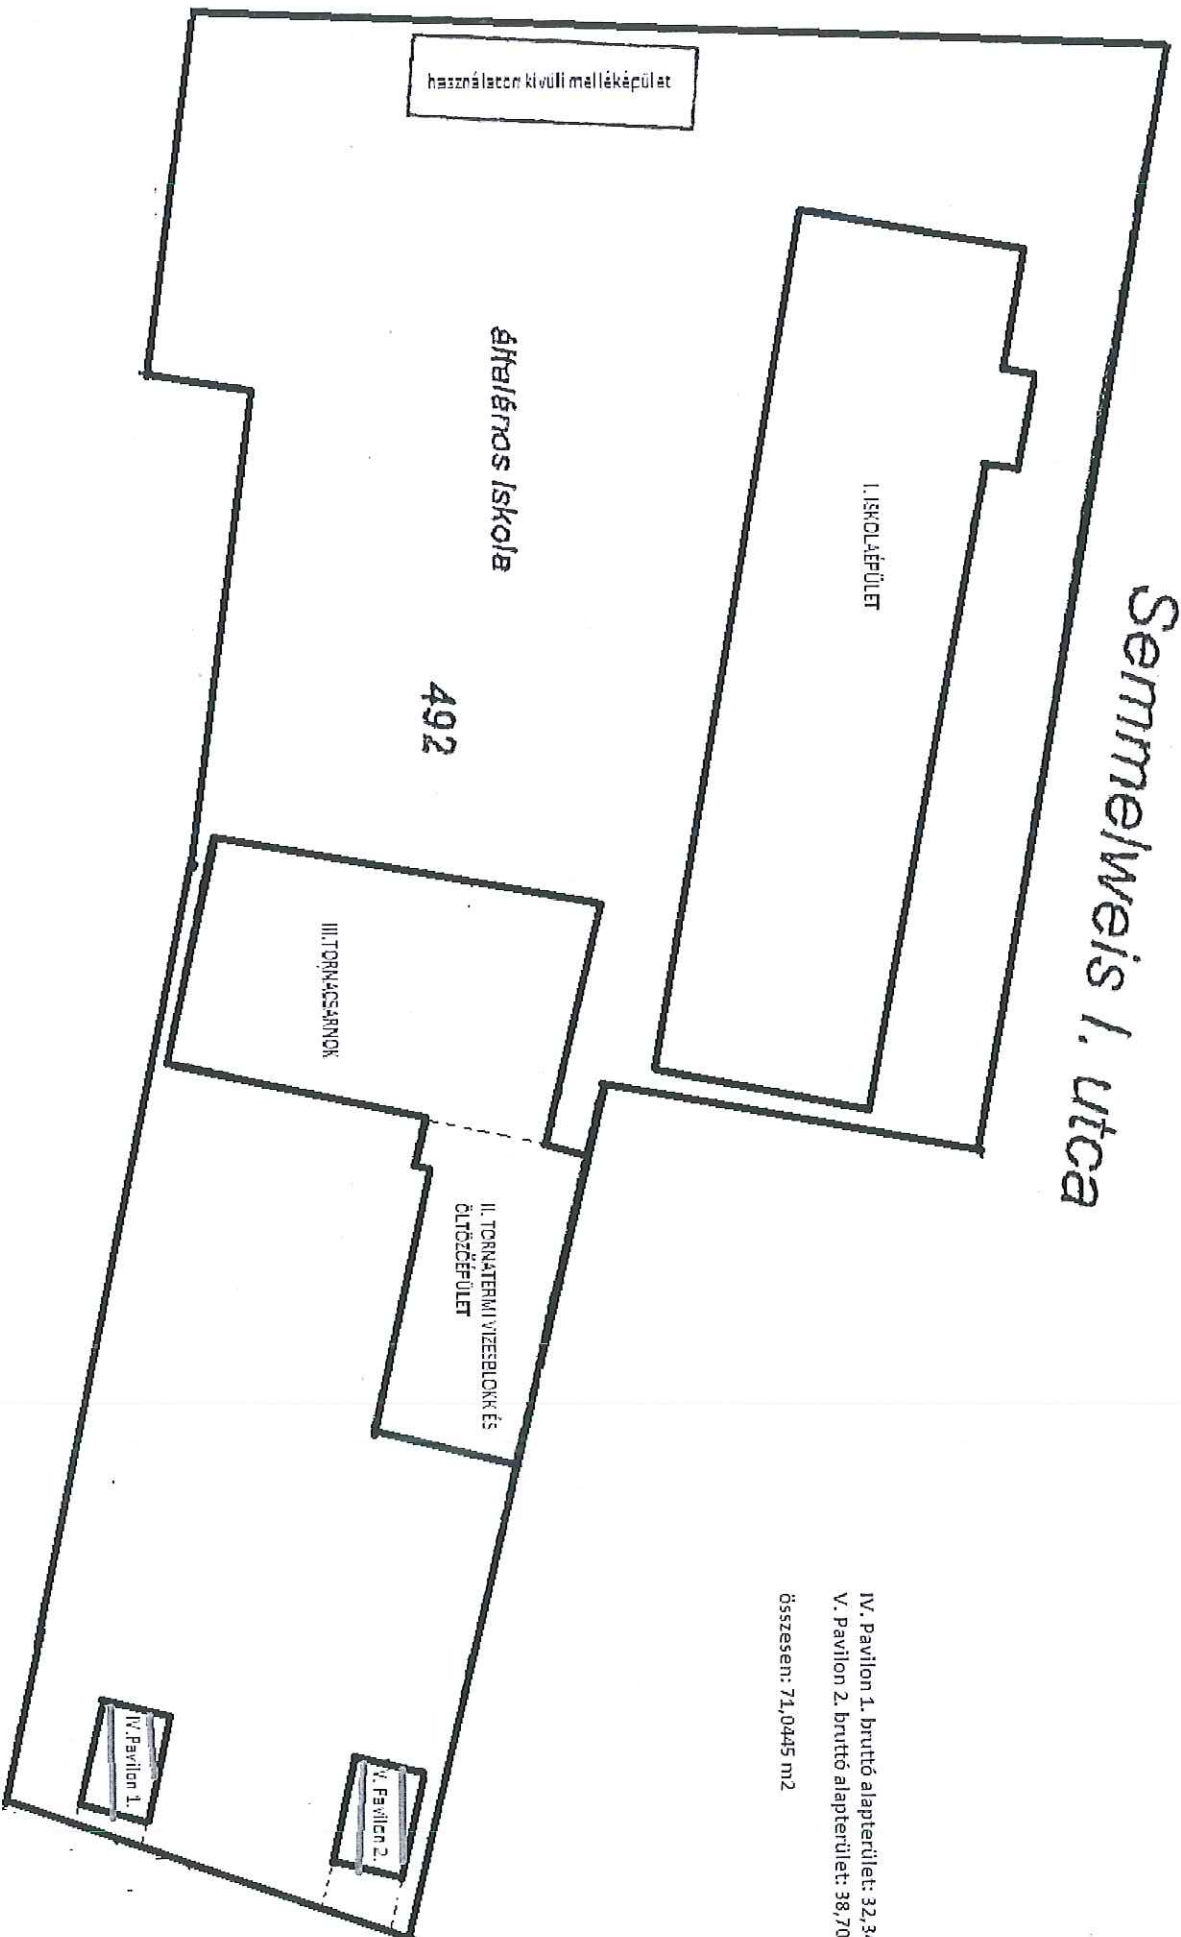 Semmelweis I. utca
használaton kívüli melléképület
I. ISKOLAÉPÜLET
általános iskola
492
III.TORNACSARNOK
II. TORNATERMI VIZESBLOKK ÉS
ÖLTÖZŐÉPÜLET
IV. Pavilon 1. bruttó alapterület: 32,34
V. Pavilon 2. bruttó alapterület: 38,70
összesen: 71,0445 m2
IV.Pavilon 1.
V. Pavilon 2.